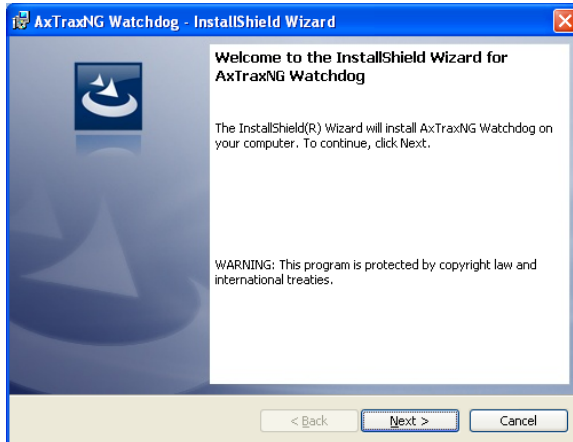 AxTraxNG Watchdog - InstallShield Wizard
Welcome to the InstallShield Wizard for
AxTraxNG Watchdog
The InstallShield(R) Wizard will install AxTraxNG Watchdog on
your computer. To continue, click Next.
WARNING: This program is protected by copyright law and
international treaties.
< Back
Next >
Cancel